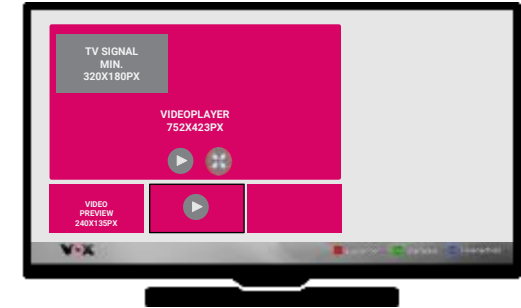 TV SIGNAL
MIN.
320X180PX
VIDEOPLAYER
752X423PX
VIDEO
PREVIEW
240X135PX
VOX